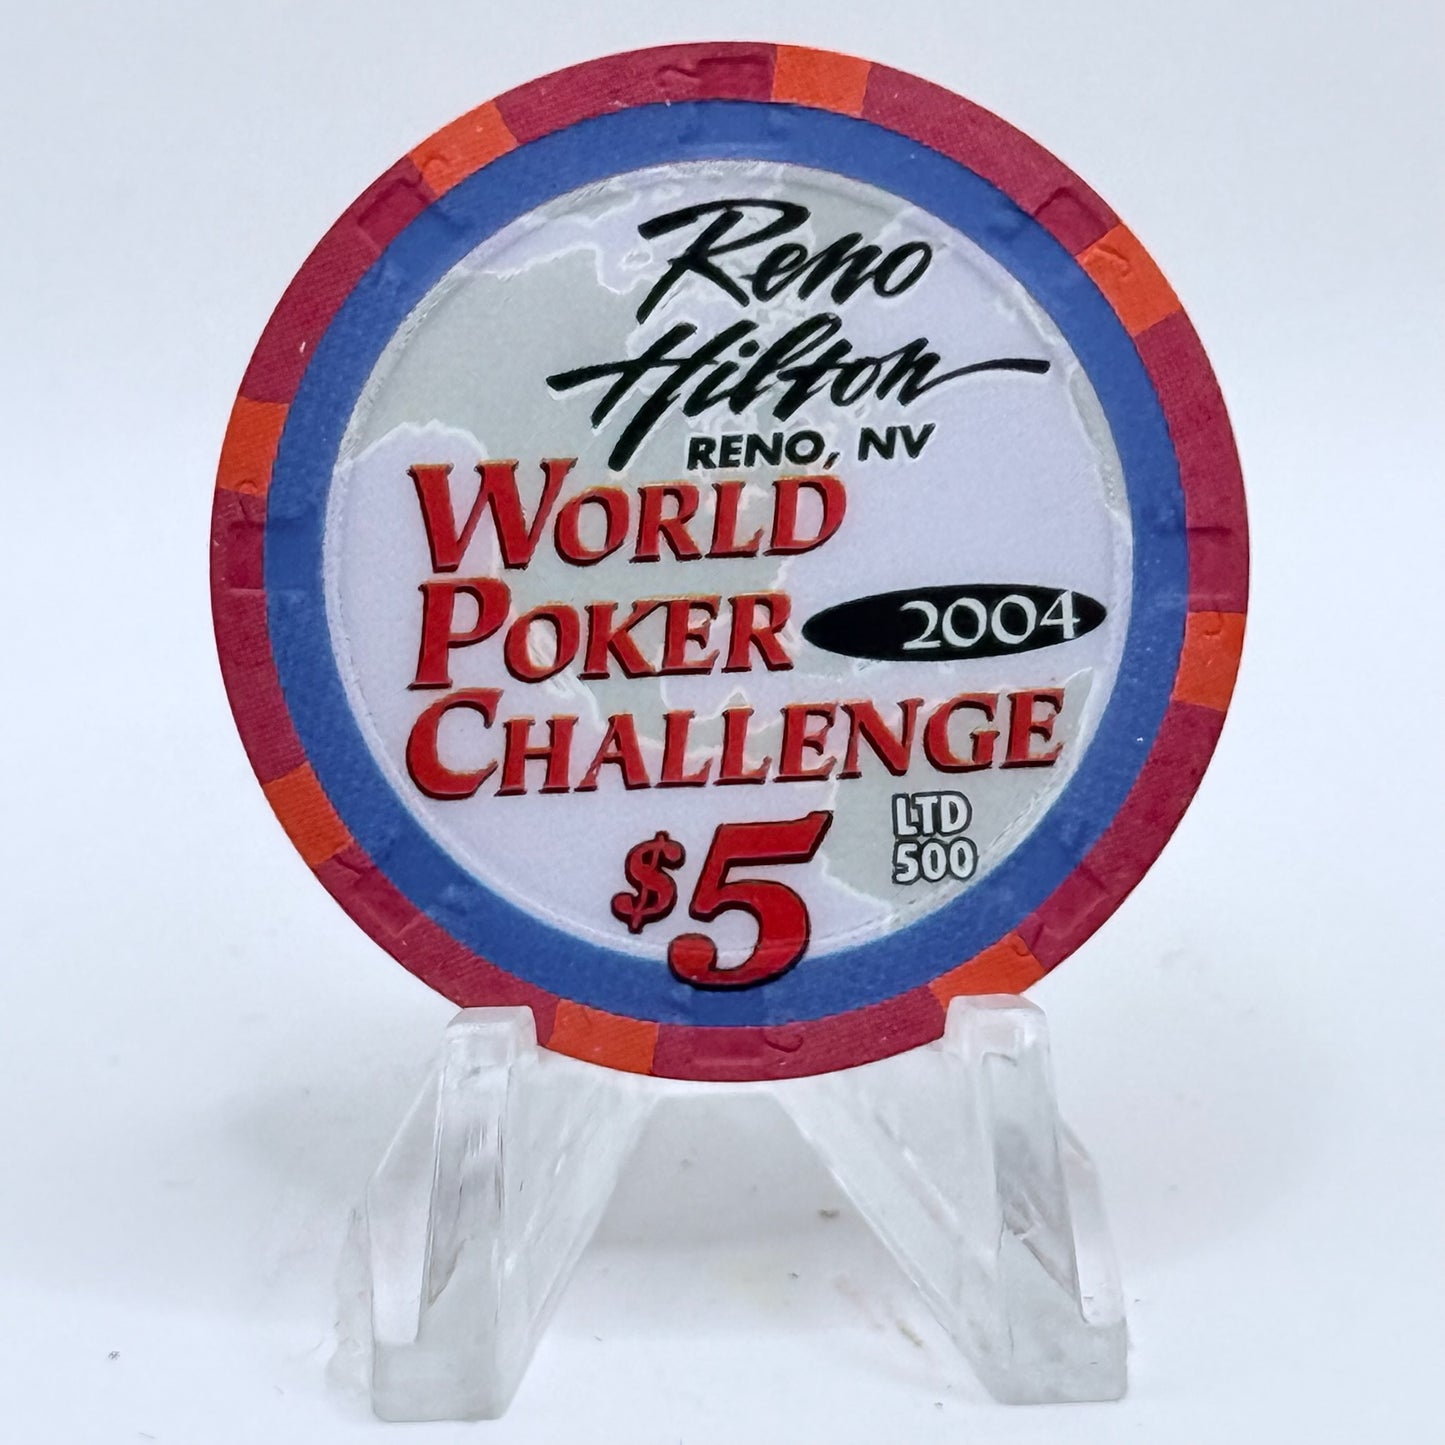 Reno
Hilton
RENO, NV
WORLD
POKER 2004
CHALLENGE
LTD
500
$5